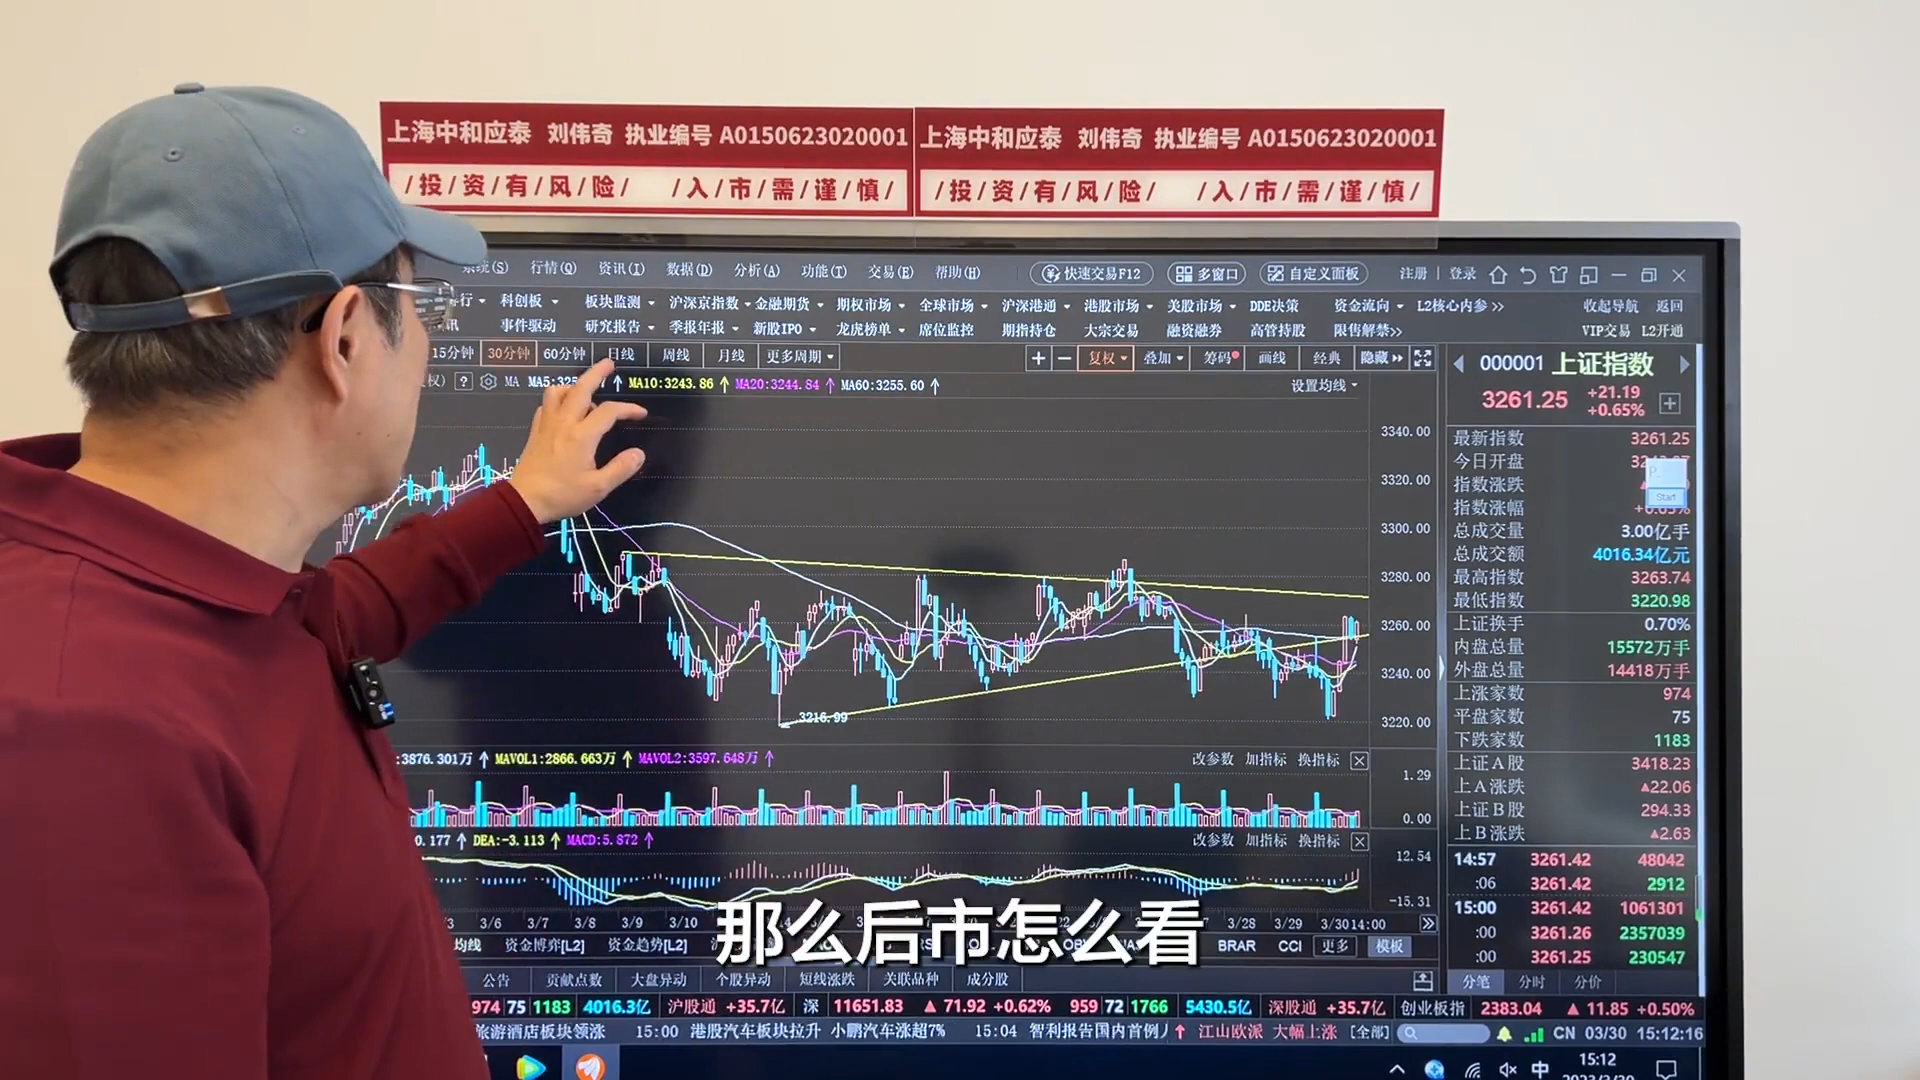 上海中和应泰 刘伟奇 执业编号 A0150623020001
上海中和应泰 刘伟奇 执业编号 A0150623020001
/投/资/有/风/险/ /入/市/需/谨/慎/
/投/资/有/风/险/ /入/市/需/谨/慎/
系统(S) 行情(Q) 资讯(I) 数据(D) 分析(A) 功能(T) 交易(E) 帮助(H) 快速交易F12 多窗口 自定义面板 注册 登录
科创板 板块监测 沪深京指数 金融期货 期权市场 全球市场 沪深港通 港股市场 美股市场 DDE决策 资金流向 L2核心内参>> 收起导航 返回
事件驱动 研究报告 季报年报 新股IPO 龙虎榜单 席位监控 期指持仓 大宗交易 融资融券 高管持股 限售解禁>> VIP交易 L2开通
15分钟 30分钟 60分钟 日线 周线 月线 更多周期 + − 复权 叠加 筹码 画线 经典 隐藏
? MA MA10:3243.86 MA20:3244.84 MA60:3255.60 设置均线
000001 上证指数
3261.25 +21.19
+0.65%
最新指数 3261.25
今日开盘
指数涨跌
指数涨幅
Start
总成交量 3.00亿手
总成交额 4016.34亿元
最高指数 3263.74
最低指数 3220.98
上证换手 0.70%
内盘总量 15572万手
外盘总量 14418万手
上涨家数 974
平盘家数 75
下跌家数 1183
上证A股 3418.23
上A涨跌 ▲22.06
上证B股 294.33
上B涨跌 ▲2.63
14:57 3261.42 48042
:06 3261.42 2912
15:00 3261.42 1061301
:00 3261.26 2357039
:00 3261.25 230547
分笔 分时 分价
3340.00
3320.00
3300.00
3280.00
3260.00
3240.00
3220.00
3216.99
:3876.301万 MAVOL1:2866.663万 MAVOL2:3597.648万 改参数 加指标 换指标
1.29
0.00
0.177 DEA:-3.113 MACD:5.872 改参数 加指标 换指标
12.54
-15.31
3/6 3/7 3/8 3/9 3/10 3/28 3/29 3/30 14:00
均线 资金博弈[L2] 资金趋势[L2] BRAR CCI 更多 模板
那么后市怎么看
公告 贡献点数 大盘异动 个股异动 短线涨跌 关联品种 成分股
974 75 1183 4016.3亿 沪股通 +35.7亿 深 11651.83 ▲71.92 +0.62% 959 72 1766 5430.5亿 深股通 +35.7亿 创业板指 2383.04 ▲11.85 +0.50%
旅游酒店板块领涨 15:00 港股汽车板块拉升 小鹏汽车涨超7% 15:04 智利报告国内首例 江山欧派 大幅上涨 [全部] CN 03/30 15:12:16
中 15:12